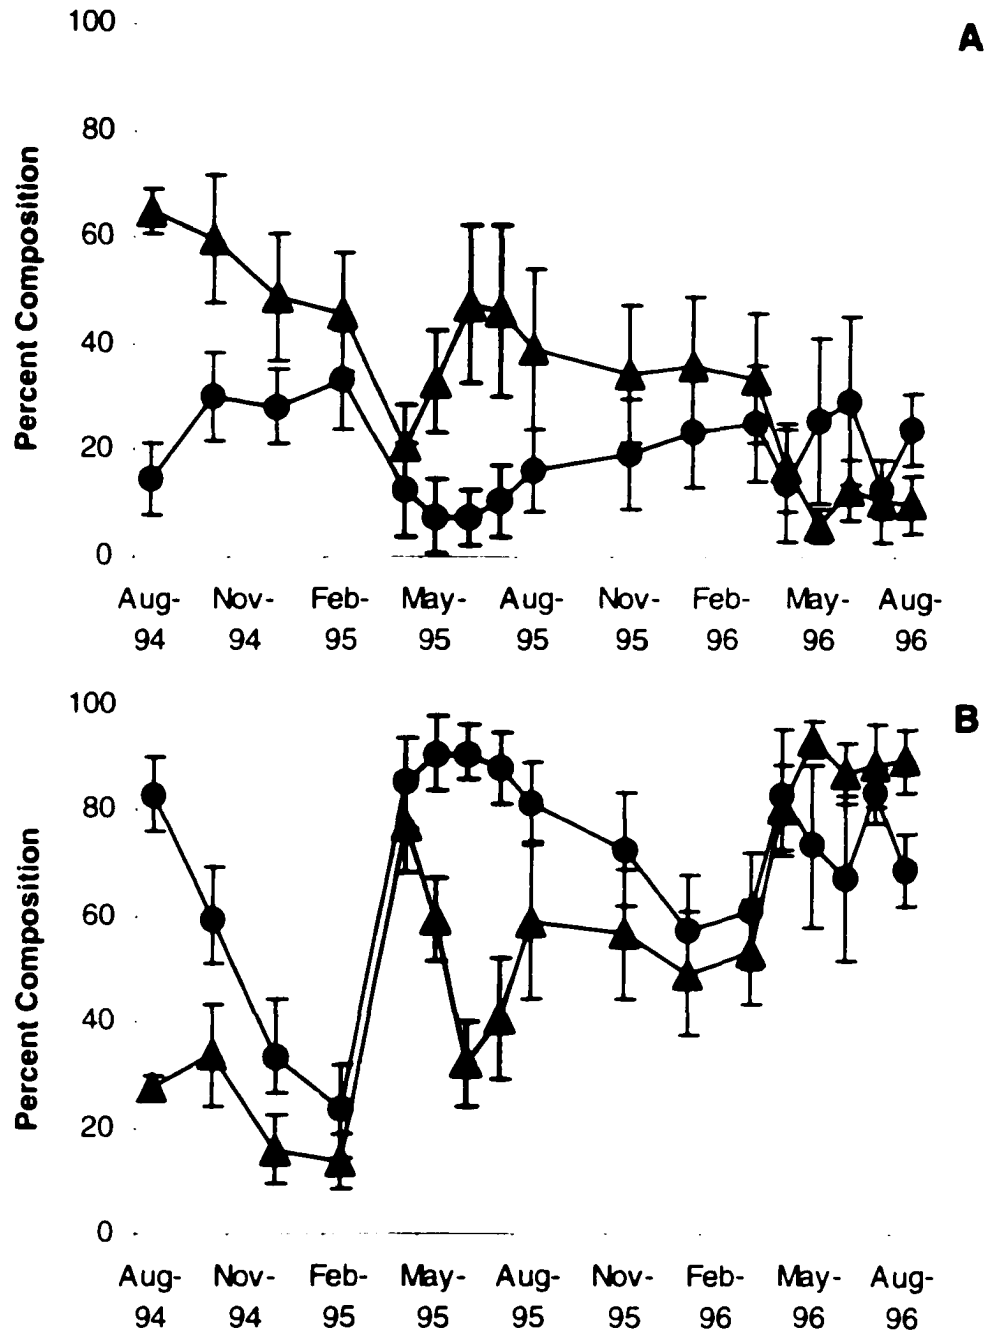 A
100
80
60
40
20
0
Percent Composition
Aug- Nov- Feb- May- Aug- Nov- Feb- May- Aug-
94 94 95 95 95 95 96 96 96
B
100
80
60
40
20
0
Percent Composition
Aug- Nov- Feb- May- Aug- Nov- Feb- May- Aug-
94 94 95 95 95 95 96 96 96